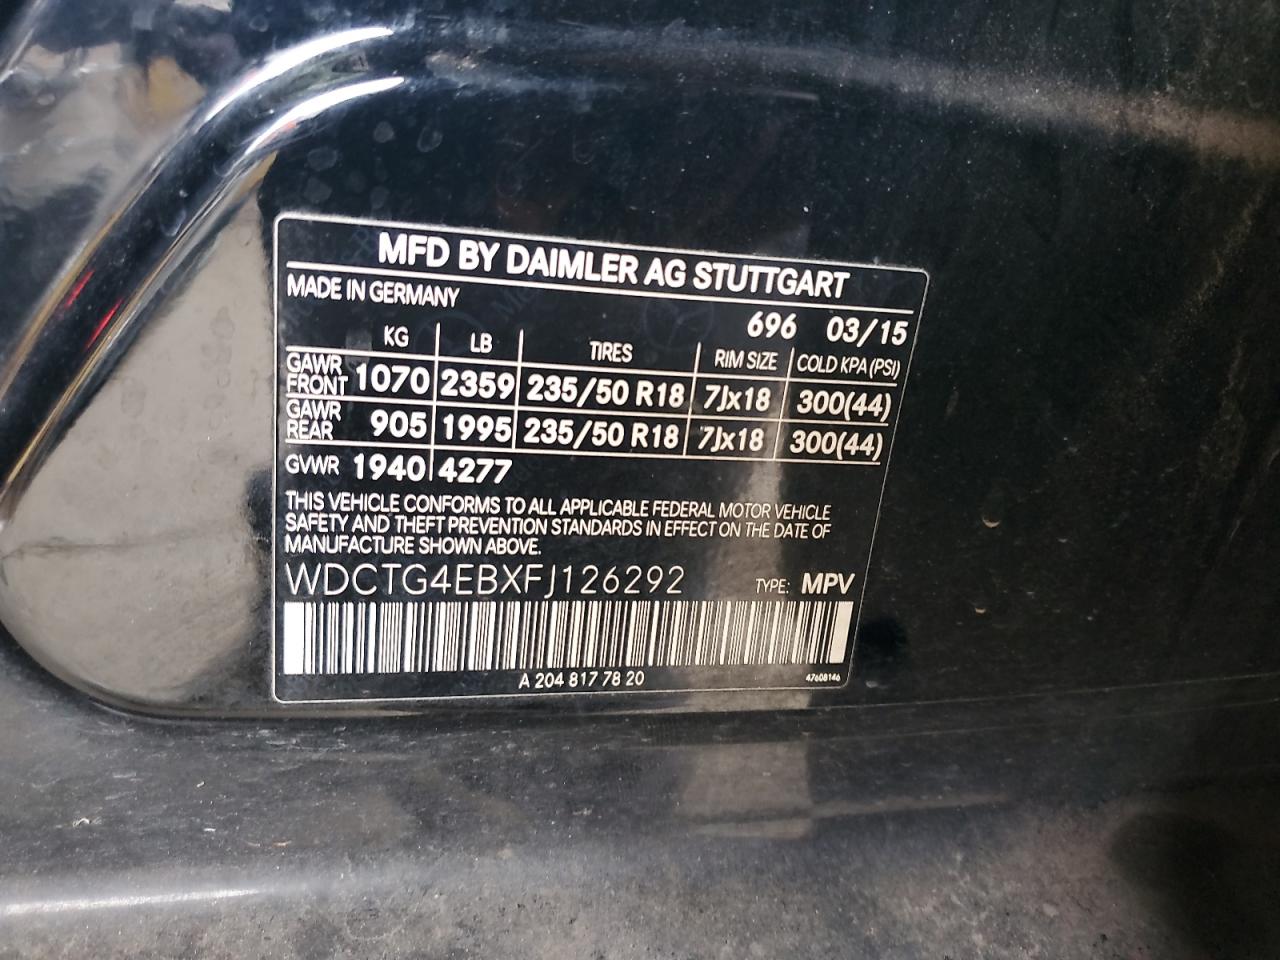 MFD BY DAIMLER AG STUTTGART
MADE IN GERMANY
696 03/15
KG LB TIRES RIM SIZE COLD KPA (PSI)
GAWR FRONT 1070 2359 235/50 R18 7Jx18 300(44)
GAWR REAR 905 1995 235/50 R18 7Jx18 300(44)
GVWR 1940 4277
THIS VEHICLE CONFORMS TO ALL APPLICABLE FEDERAL MOTOR VEHICLE
SAFETY AND THEFT PREVENTION STANDARDS IN EFFECT ON THE DATE OF
MANUFACTURE SHOWN ABOVE.
WDCTG4EBXFJ126292 TYPE: MPV
A 204 817 78 20 47608146